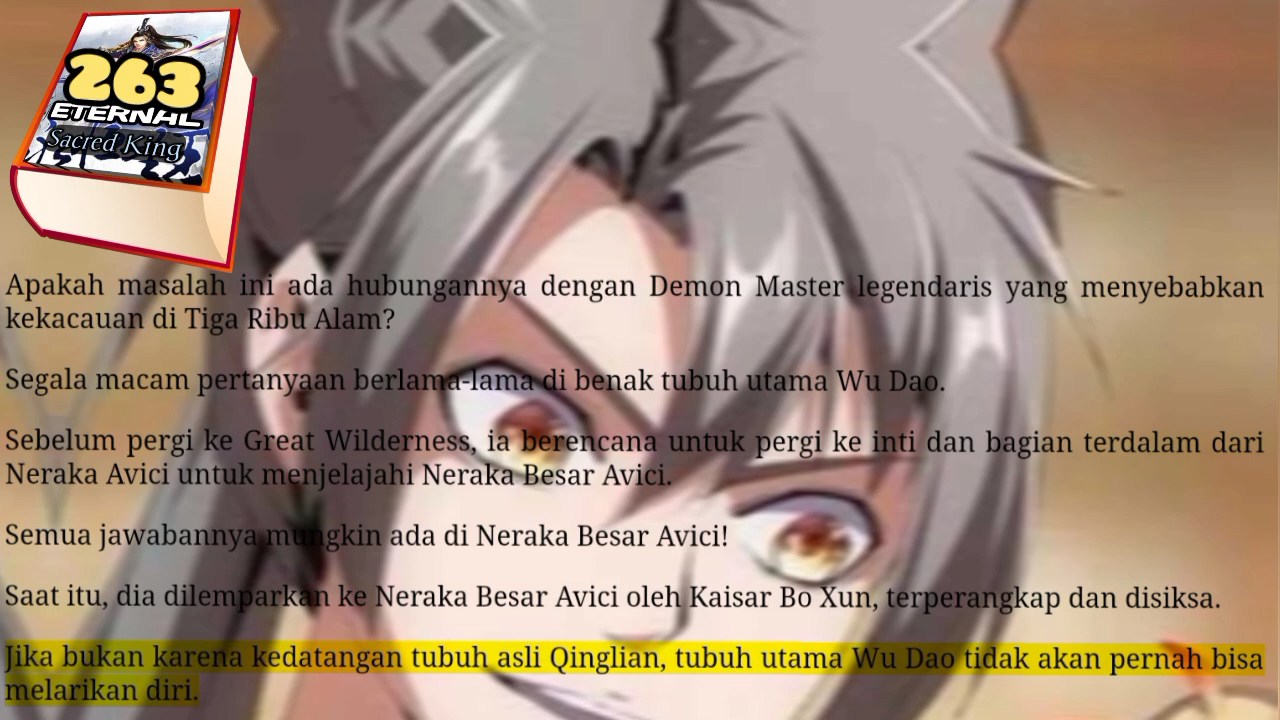 263
ETERNAL
Sacred King
Apakah masalah ini ada hubungannya dengan Demon Master legendaris yang menyebabkan
kekacauan di Tiga Ribu Alam?
Segala macam pertanyaan berlama-lama di benak tubuh utama Wu Dao.
Sebelum pergi ke Great Wilderness, ia berencana untuk pergi ke inti dan bagian terdalam dari
Neraka Avici untuk menjelajahi Neraka Besar Avici.
Semua jawabannya mungkin ada di Neraka Besar Avici!
Saat itu, dia dilemparkan ke Neraka Besar Avici oleh Kaisar Bo Xun, terperangkap dan disiksa.
Jika bukan karena kedatangan tubuh asli Qinglian, tubuh utama Wu Dao tidak akan pernah bisa
melarikan diri.